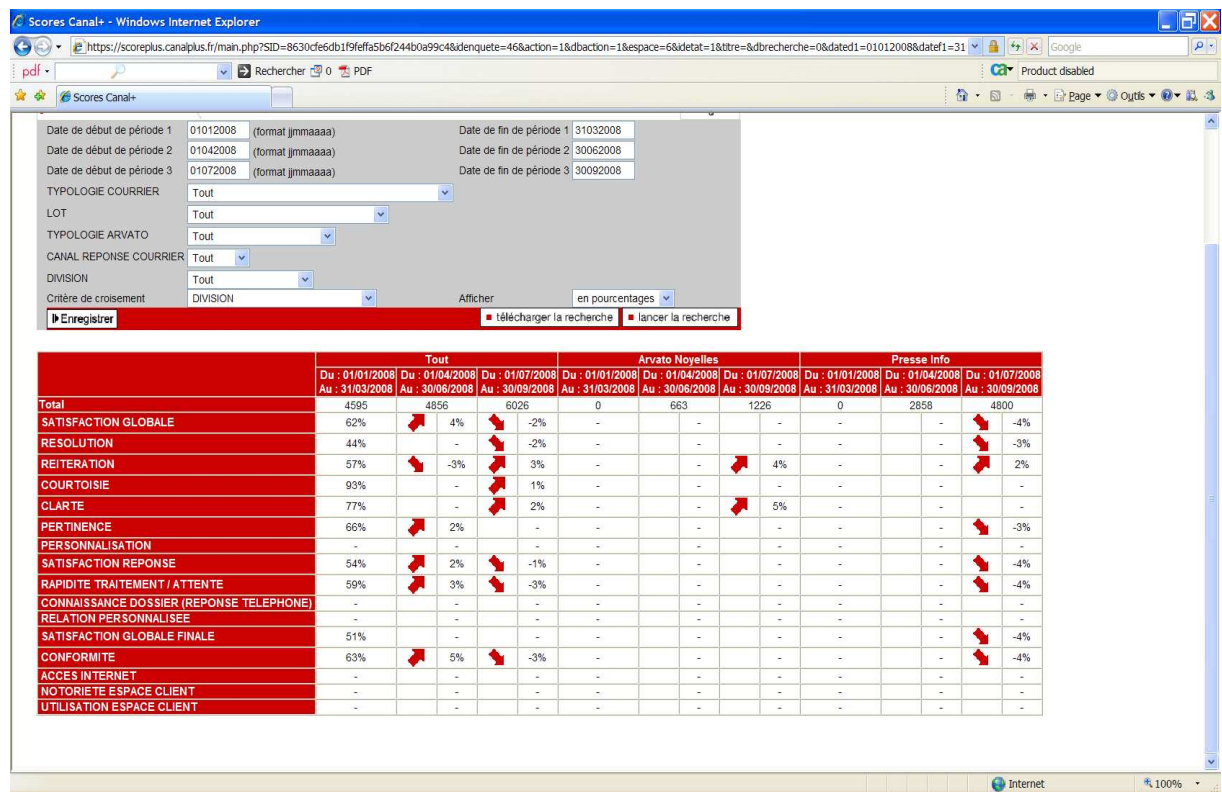 Scores Canal+ - Windows Internet Explorer
https://scoreplus.canalplus.fr/main.php?SID=8630cfe6db1f9feffa5b6f244b0a99c4&idenquete=46&action=1&dbaction=1&espace=6&idetat=1&titre=&dbrecherche=0&dated1=01012008&datef1=31 Google
pdf Rechercher 0 PDF Ca Product disabled
Scores Canal+ Page Outils
Date de début de période 1 01012008 (format jjmmaaaa) Date de fin de période 1 31032008
Date de début de période 2 01042008 (format jjmmaaaa) Date de fin de période 2 30062008
Date de début de période 3 01072008 (format jjmmaaaa) Date de fin de période 3 30092008
TYPOLOGIE COURRIER Tout
LOT Tout
TYPOLOGIE ARVATO Tout
CANAL REPONSE COURRIER Tout
DIVISION Tout
Critère de croisement DIVISION Afficher en pourcentages
Enregistrer télécharger la recherche lancer la recherche
Tout Arvato Noyelles Presse Info
Du : 01/01/2008 Du : 01/04/2008 Du : 01/07/2008 Du : 01/01/2008 Du : 01/04/2008 Du : 01/07/2008 Du : 01/01/2008 Du : 01/04/2008 Du : 01/07/2008
Au : 31/03/2008 Au : 30/06/2008 Au : 30/09/2008 Au : 31/03/2008 Au : 30/06/2008 Au : 30/09/2008 Au : 31/03/2008 Au : 30/06/2008 Au : 30/09/2008
Total 4595 4856 6026 0 663 1226 0 2858 4800
SATISFACTION GLOBALE 62% 4% -2% - - - - - -4%
RESOLUTION 44% - -2% - - - - - -3%
REITERATION 57% -3% 3% - - 4% - - 2%
COURTOISIE 93% - 1% - - - - - -
CLARTE 77% - 2% - - 5% - - -
PERTINENCE 66% 2% - - - - - - -3%
PERSONNALISATION - - - - - - - - -
SATISFACTION REPONSE 54% 2% -1% - - - - - -4%
RAPIDITE TRAITEMENT / ATTENTE 59% 3% -3% - - - - - -4%
CONNAISSANCE DOSSIER (REPONSE TELEPHONE) - - - - - - - - -
RELATION PERSONNALISEE - - - - - - - - -
SATISFACTION GLOBALE FINALE 51% - - - - - - - -4%
CONFORMITE 63% 5% -3% - - - - - -4%
ACCES INTERNET - - - - - - - - -
NOTORIETE ESPACE CLIENT - - - - - - - - -
UTILISATION ESPACE CLIENT - - - - - - - - -
Internet 100%